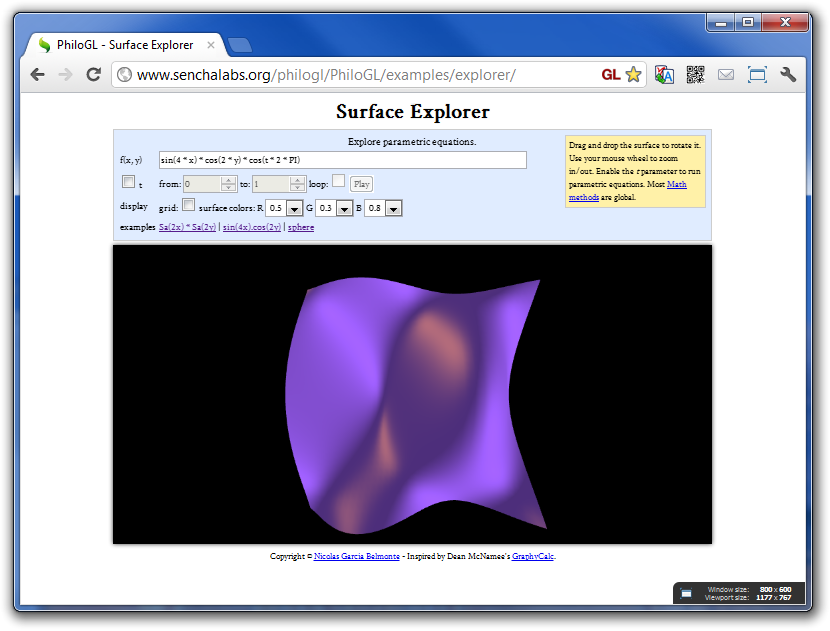 PhiloGL - Surface Explorer
www.senchalabs.org/philogl/PhiloGL/examples/explorer/ GL
Surface Explorer
Explore parametric equations.
f(x, y) sin(4 * x) * cos(2 * y) * cos(t * 2 * PI)
t from: 0 to: 1 loop: Play
display grid: surface colors: R 0.5 G 0.3 B 0.8
examples Sa(2x) * Sa(2y) | sin(4x).cos(2y) | sphere
Drag and drop the surface to rotate it.
Use your mouse wheel to zoom
in/out. Enable the t parameter to run
parametric equations. Most Math
methods are global.
Copyright © Nicolas Garcia Belmonte - Inspired by Dean McNamee's GraphyCalc.
Window size: 800 x 600
Viewport size: 1177 x 767